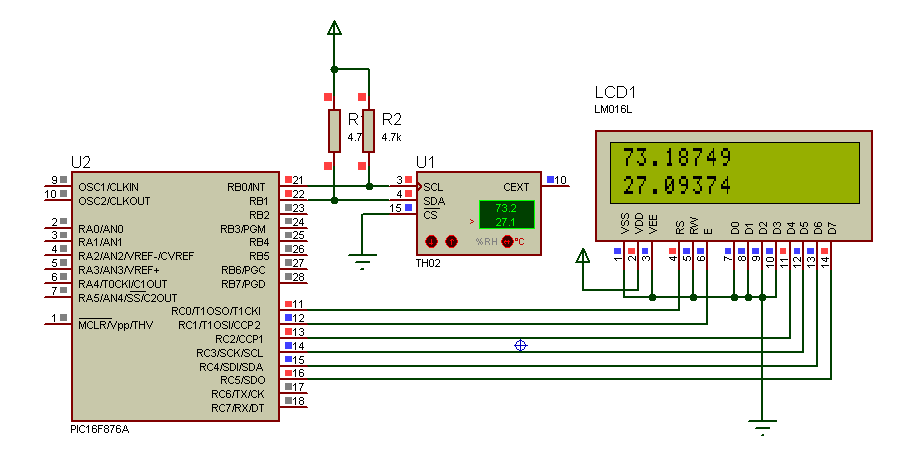 LCD1
LM016L
73.18749
27.09374
VSS VDD VEE RS RW E D0 D1 D2 D3 D4 D5 D6 D7
1 2 3 4 5 6 7 8 9 10 11 12 13 14
R1 R2
4.7k 4.7k
U1
3 SCL CEXT 10
4 SDA
15 CS
73.2
27.1
>
%RH °C
TH02
U2
9 OSC1/CLKIN RB0/INT 21
10 OSC2/CLKOUT RB1 22
RB2 23
2 RA0/AN0 RB3/PGM 24
3 RA1/AN1 RB4 25
4 RA2/AN2/VREF-/CVREF RB5 26
5 RA3/AN3/VREF+ RB6/PGC 27
6 RA4/T0CKI/C1OUT RB7/PGD 28
7 RA5/AN4/SS/C2OUT
RC0/T1OSO/T1CKI 11
1 MCLR/Vpp/THV RC1/T1OSI/CCP2 12
RC2/CCP1 13
RC3/SCK/SCL 14
RC4/SDI/SDA 15
RC5/SDO 16
RC6/TX/CK 17
RC7/RX/DT 18
PIC16F876A